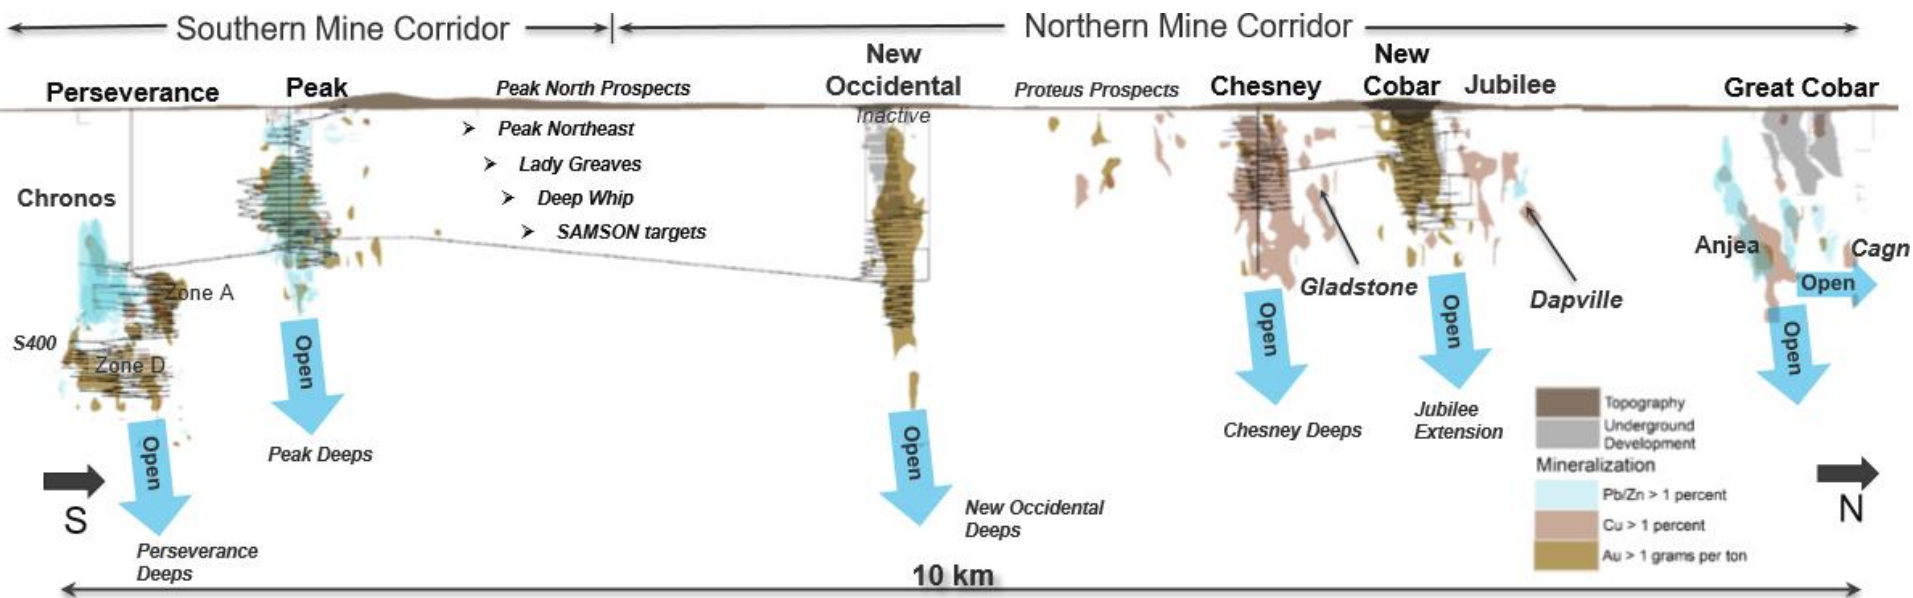 Southern Mine Corridor
Northern Mine Corridor
Perseverance
Peak
Peak North Prospects
New
Occidental
Inactive
Proteus Prospects
Chesney
New
Cobar
Jubilee
Great Cobar
Peak Northeast
Lady Greaves
Deep Whip
SAMSON targets
Chronos
Zone A
S400
Zone D
Open
Peak Deeps
Open
Perseverance
Deeps
Open
New Occidental
Deeps
Gladstone
Open
Chesney Deeps
Open
Jubilee
Extension
Dapville
Anjea
Cagn
Open
Open
Topography
Underground
Development
Mineralization
Pb/Zn > 1 percent
Cu > 1 percent
Au > 1 grams per ton
S
N
10 km